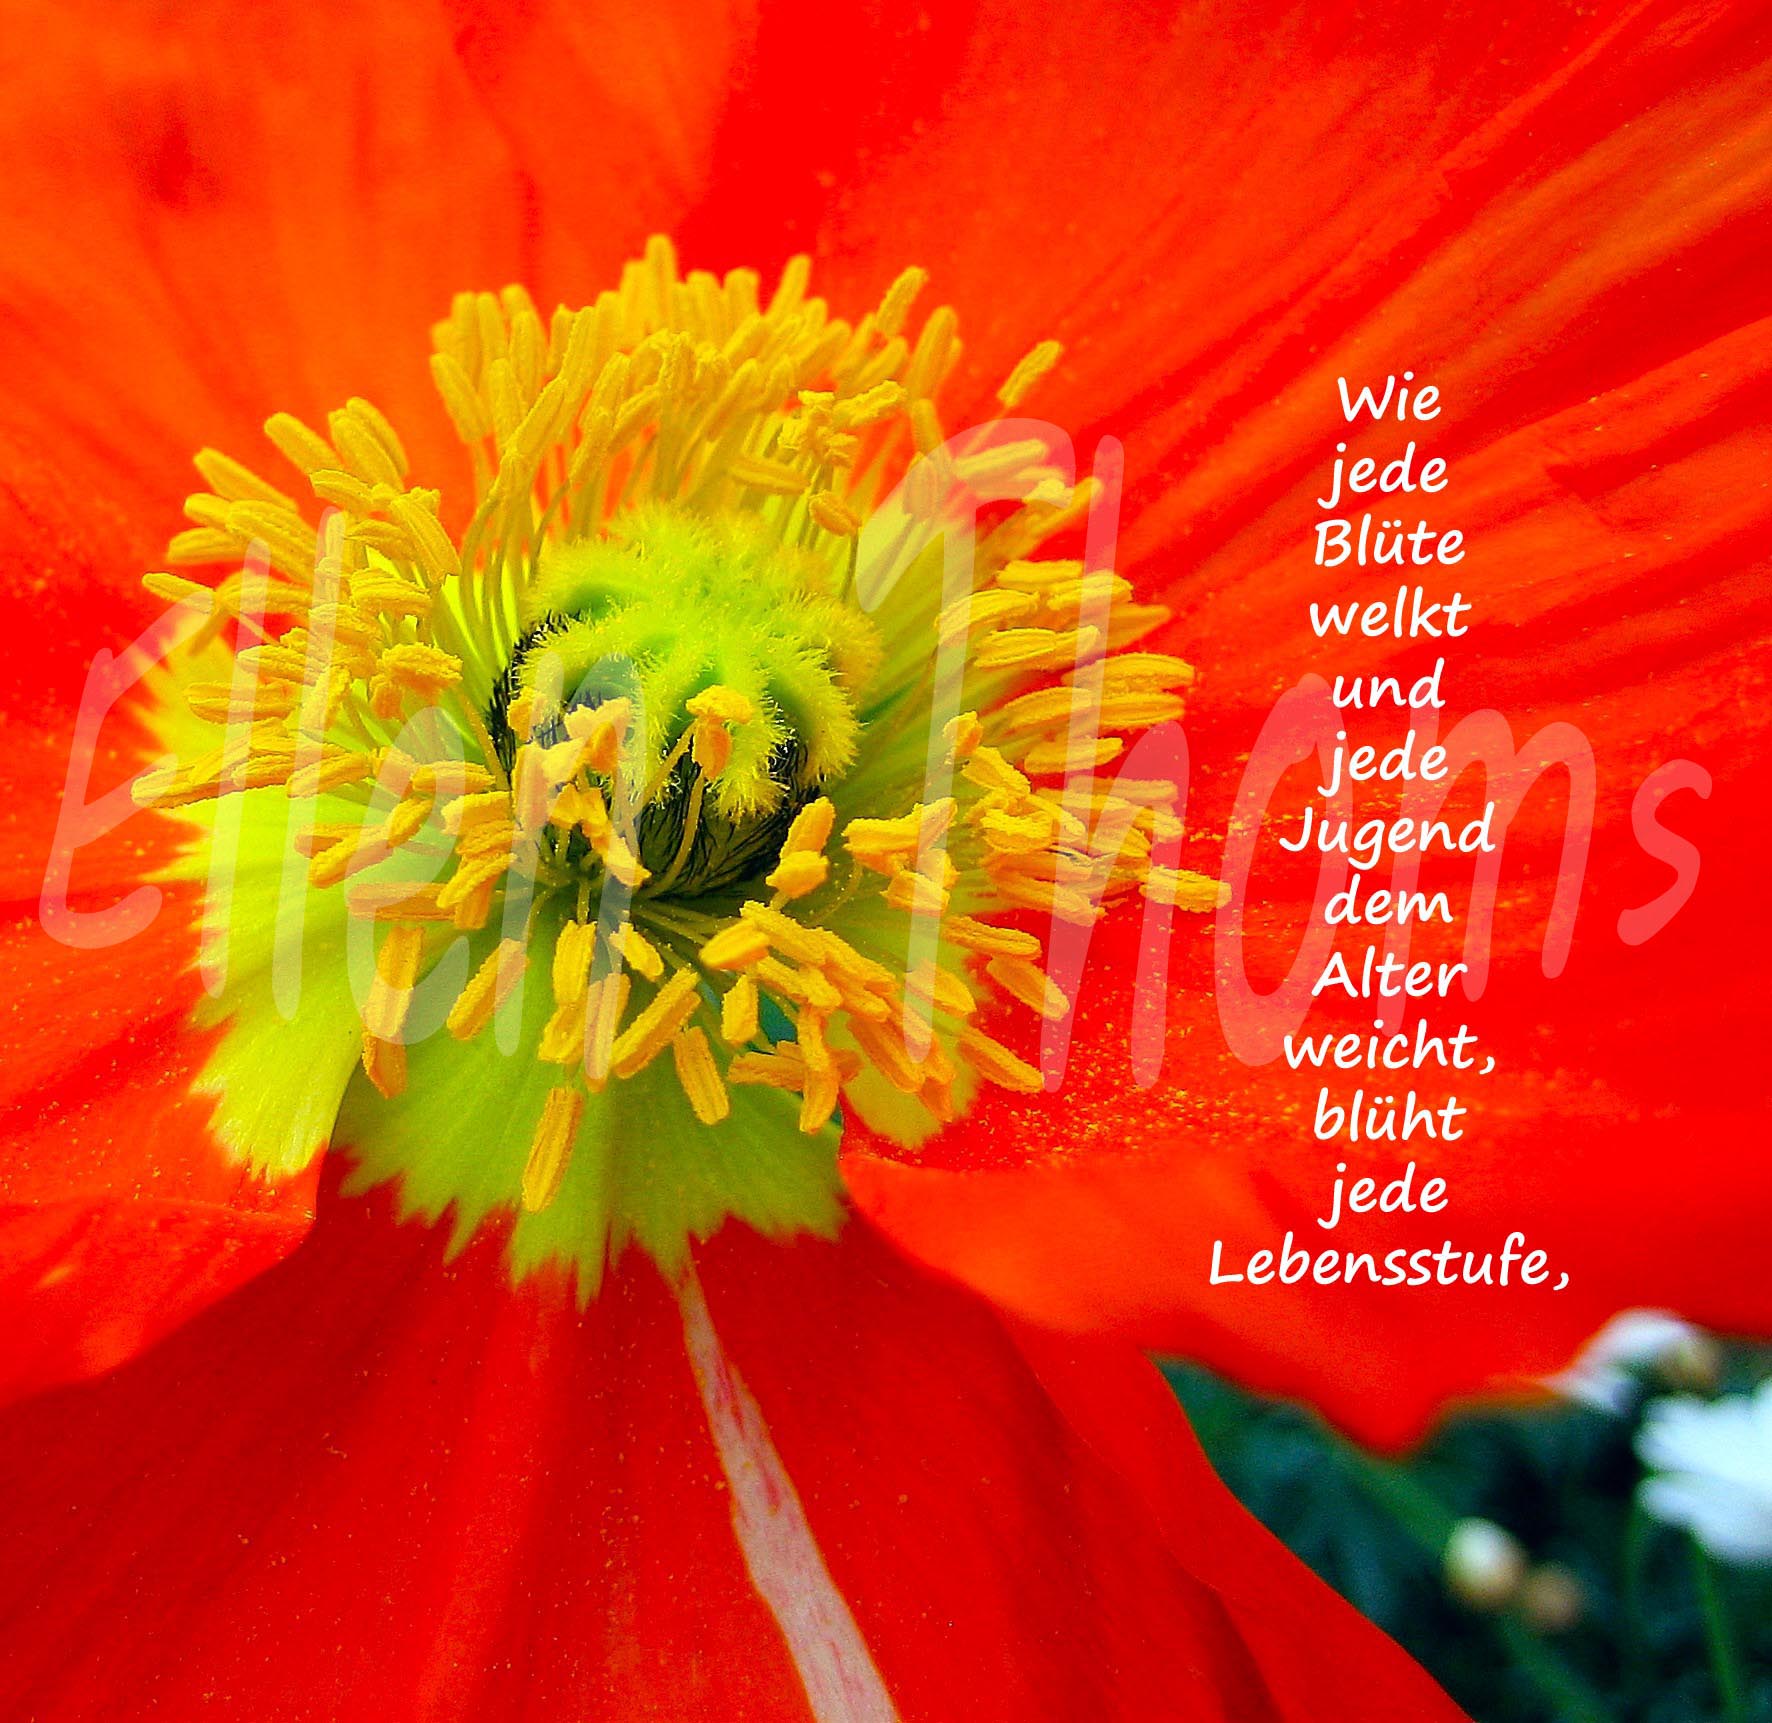 Wie
jede
Blüte
welkt
und
jede
Jugend
dem
Alter
weicht,
blüht
jede
Lebensstufe,
Ellen Thoms